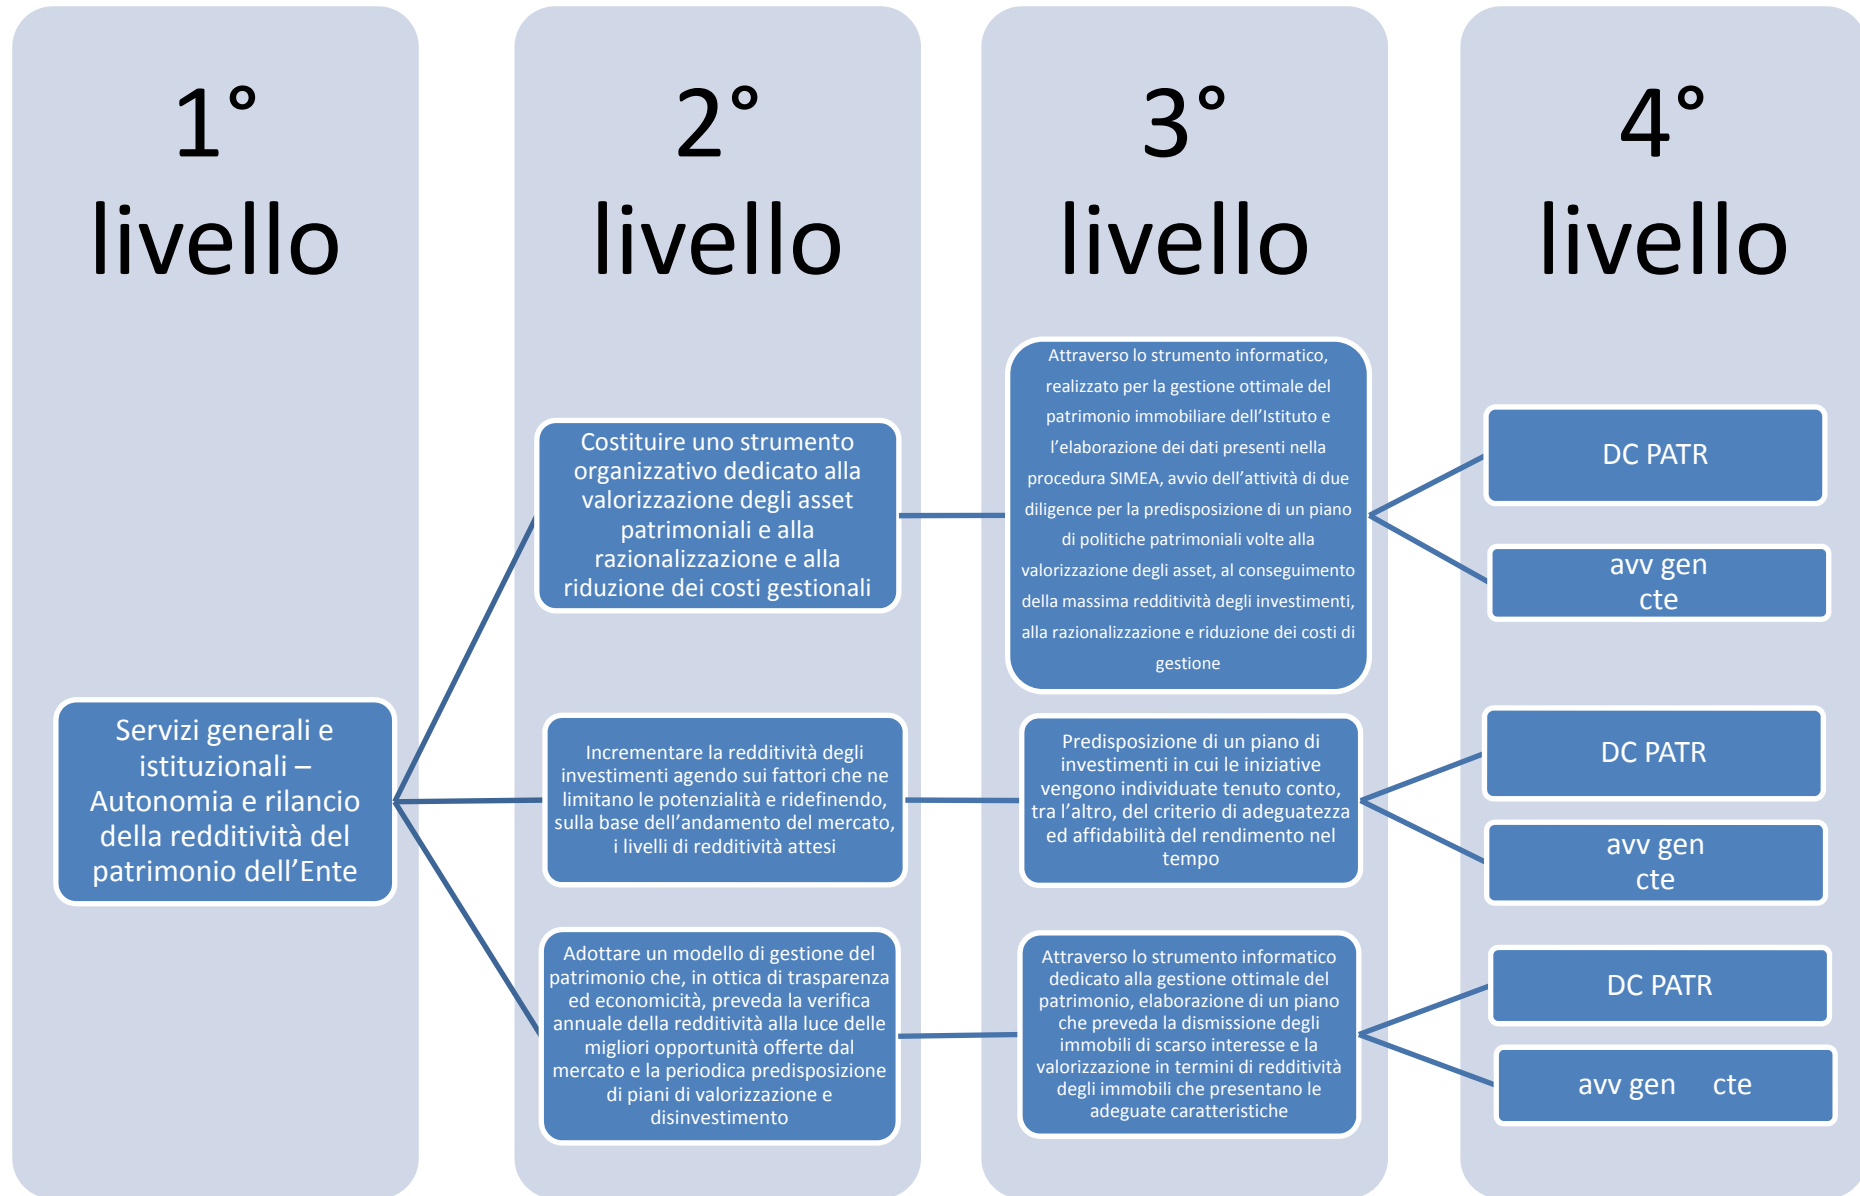 1°
livello
2°
livello
3°
livello
4°
livello
Servizi generali e
istituzionali –
Autonomia e rilancio
della redditività del
patrimonio dell’Ente
Costituire uno strumento
organizzativo dedicato alla
valorizzazione degli asset
patrimoniali e alla
razionalizzazione e alla
riduzione dei costi gestionali
Attraverso lo strumento informatico,
realizzato per la gestione ottimale del
patrimonio immobiliare dell’Istituto e
l’elaborazione dei dati presenti nella
procedura SIMEA, avvio dell’attività di due
diligence per la predisposizione di un piano
di politiche patrimoniali volte alla
valorizzazione degli asset, al conseguimento
della massima redditività degli investimenti,
alla razionalizzazione e riduzione dei costi di
gestione
DC PATR
avv gen
cte
Incrementare la redditività degli
investimenti agendo sui fattori che ne
limitano le potenzialità e ridefinendo,
sulla base dell’andamento del mercato,
i livelli di redditività attesi
Predisposizione di un piano di
investimenti in cui le iniziative
vengono individuate tenuto conto,
tra l’altro, del criterio di adeguatezza
ed affidabilità del rendimento nel
tempo
DC PATR
avv gen
cte
Adottare un modello di gestione del
patrimonio che, in ottica di trasparenza
ed economicità, preveda la verifica
annuale della redditività alla luce delle
migliori opportunità offerte dal
mercato e la periodica predisposizione
di piani di valorizzazione e
disinvestimento
Attraverso lo strumento informatico
dedicato alla gestione ottimale del
patrimonio, elaborazione di un piano
che preveda la dismissione degli
immobili di scarso interesse e la
valorizzazione in termini di redditività
degli immobili che presentano le
adeguate caratteristiche
DC PATR
avv gen cte